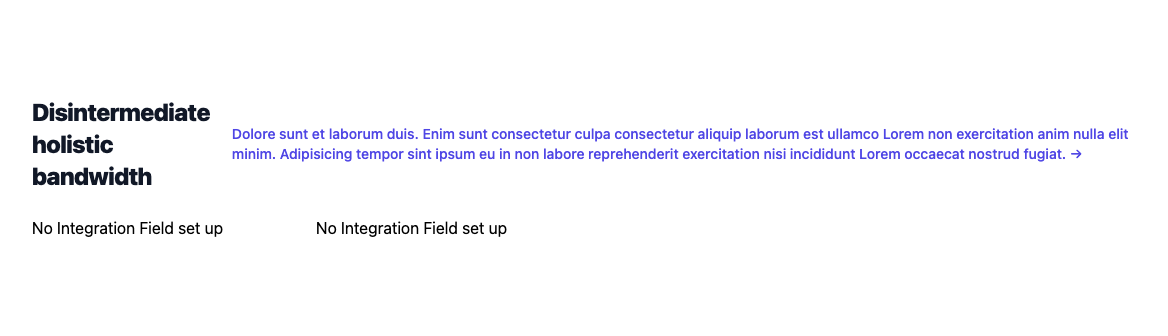 Disintermediate
holistic
bandwidth
Dolore sunt et laborum duis. Enim sunt consectetur culpa consectetur aliquip laborum est ullamco Lorem non exercitation anim nulla elit
minim. Adipisicing tempor sint ipsum eu in non labore reprehenderit exercitation nisi incididunt Lorem occaecat nostrud fugiat. →
No Integration Field set up
No Integration Field set up